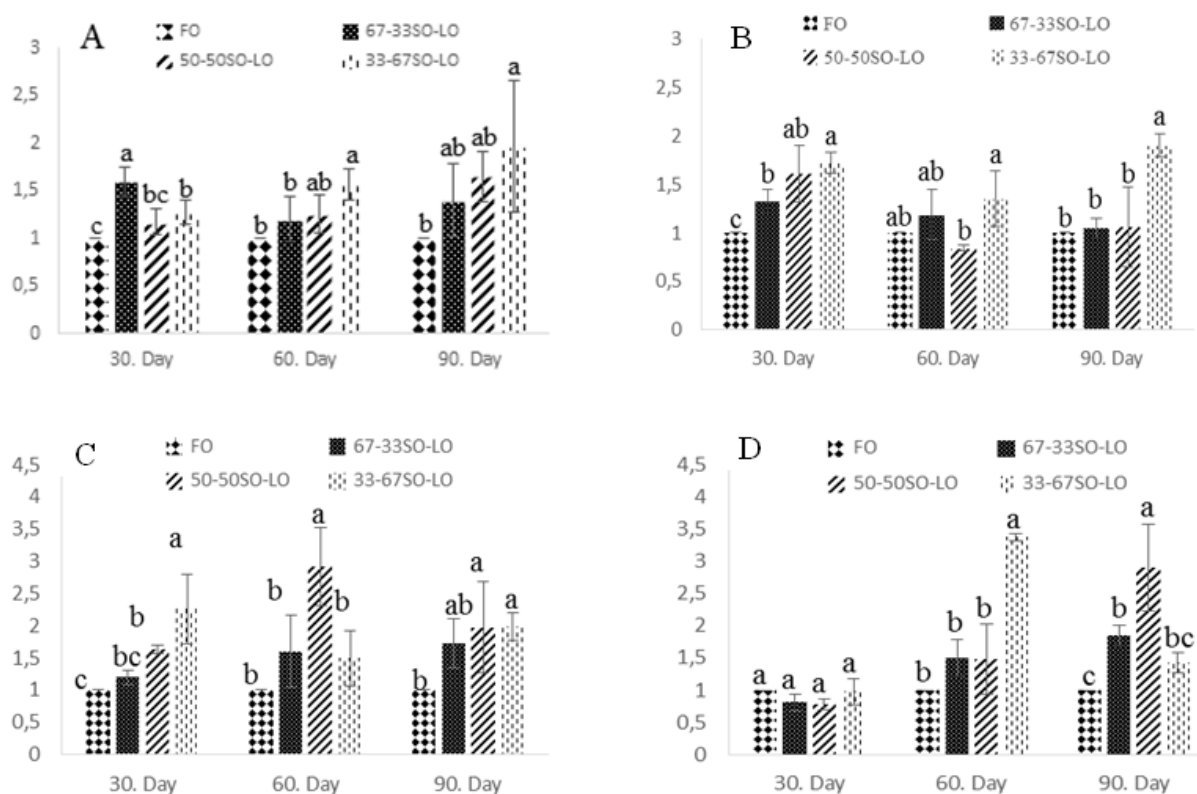 A
FO 67-33SO-LO
50-50SO-LO 33-67SO-LO
3
2,5
2
1,5
1
0,5
0
c a bc b
b b ab a
b ab ab a
30. Day 60. Day 90. Day
B
FO 67-33SO-LO
50-50SO-LO 33-67SO-LO
3
2,5
2
1,5
1
0,5
0
c b ab a
ab ab b a
b b b a
30. Day 60. Day 90. Day
C
FO 67-33SO-LO
50-50SO-LO 33-67SO-LO
4,5
4
3,5
3
2,5
2
1,5
1
0,5
0
c bc b a
b b a b
b ab a a
30. Day 60. Day 90. Day
D
FO 67-33SO-LO
50-50SO-LO 33-67SO-LO
4,5
4
3,5
3
2,5
2
1,5
1
0,5
0
a a a a
b b b a
c b a bc
30. Day 60. Day 90. Day